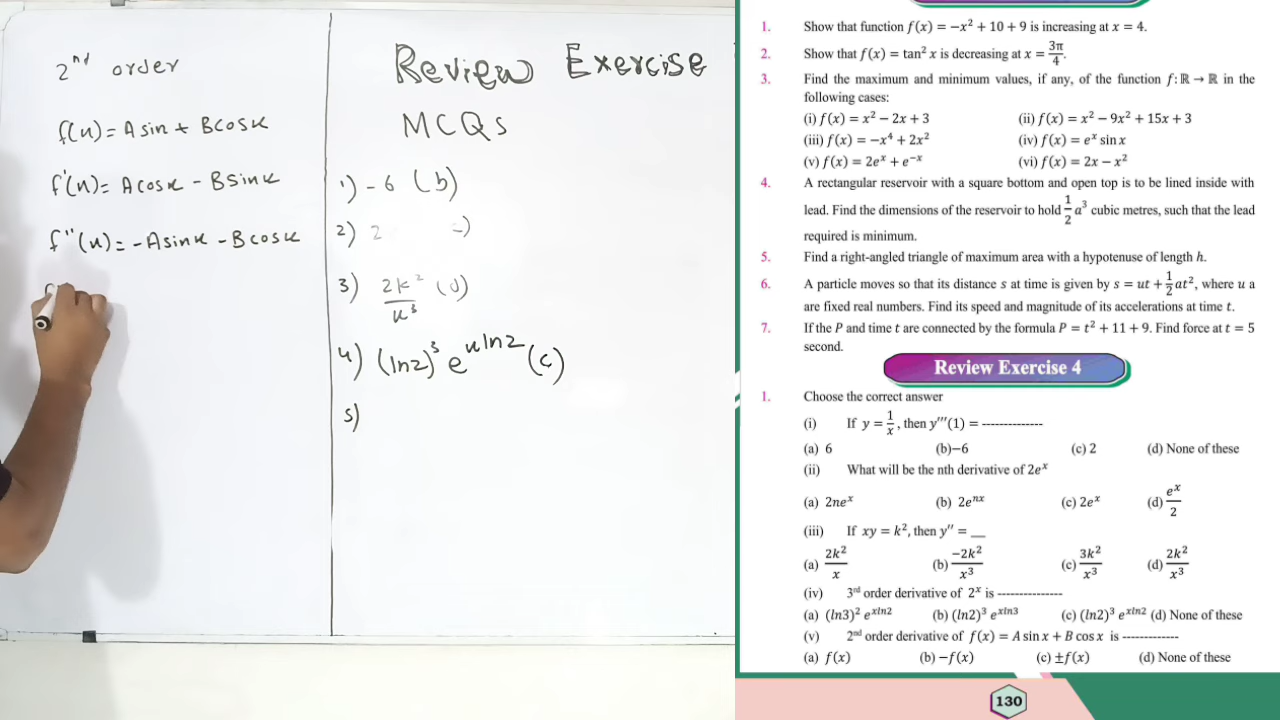 2nd order
f(x) = A sin + B cos x
f'(x) = A cos x - B sin x
f''(x) = - A sin x - B cos x
f
Review Exercise
MCQs
1) - 6 (b)
2) 2
3) 2k² / x³ (d)
4) (ln2)³ e^xln2 (c)
5)
1. Show that function f(x) = −x² + 10 + 9 is increasing at x = 4.
2. Show that f(x) = tan² x is decreasing at x = 3π/4.
3. Find the maximum and minimum values, if any, of the function f: ℝ → ℝ in the
following cases:
(i) f(x) = x² − 2x + 3 (ii) f(x) = x² − 9x² + 15x + 3
(iii) f(x) = −x⁴ + 2x² (iv) f(x) = eˣ sin x
(v) f(x) = 2eˣ + e⁻ˣ (vi) f(x) = 2x − x²
4. A rectangular reservoir with a square bottom and open top is to be lined inside with
lead. Find the dimensions of the reservoir to hold 1/2 a³ cubic metres, such that the lead
required is minimum.
5. Find a right-angled triangle of maximum area with a hypotenuse of length h.
6. A particle moves so that its distance s at time is given by s = ut + 1/2 at², where u a
are fixed real numbers. Find its speed and magnitude of its accelerations at time t.
7. If the P and time t are connected by the formula P = t² + 11 + 9. Find force at t = 5
second.
Review Exercise 4
1. Choose the correct answer
(i) If y = 1/x, then y‴(1) = --------------
(a) 6 (b)−6 (c) 2 (d) None of these
(ii) What will be the nth derivative of 2eˣ
(a) 2neˣ (b) 2eⁿˣ (c) 2eˣ (d) eˣ/2
(iii) If xy = k², then y″ = __
(a) 2k²/x (b) −2k²/x³ (c) 3k²/x³ (d) 2k²/x³
(iv) 3rd order derivative of 2ˣ is ---------------
(a) (ln3)² e^xln2 (b) (ln2)³ e^xln3 (c) (ln2)³ e^xln2 (d) None of these
(v) 2nd order derivative of f(x) = A sin x + B cos x is -------------
(a) f(x) (b) −f(x) (c) ±f(x) (d) None of these
130